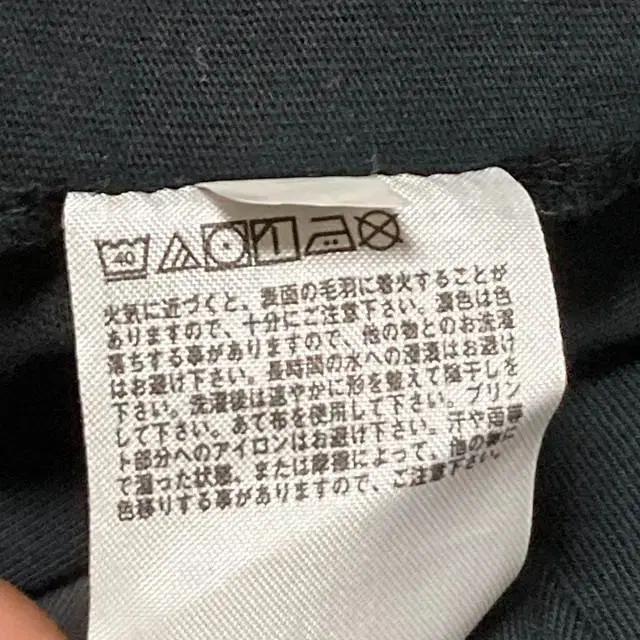 40
火気に近づくと、表面の毛羽に着火することが
ありますので、十分にご注意下さい。濃色は色
落ちする事がありますので、他の物とのお洗濯
はお避け下さい。長時間の水への浸漬はお避け
下さい。洗濯後は速やかに形を整えて陰干しを
して下さい。あて布を使用して下さい。プリン
ト部分へのアイロンはお避け下さい。汗や雨等
で湿った状態、または摩擦によって、他の物に
色移りする事がありますので、ご注意下さい。